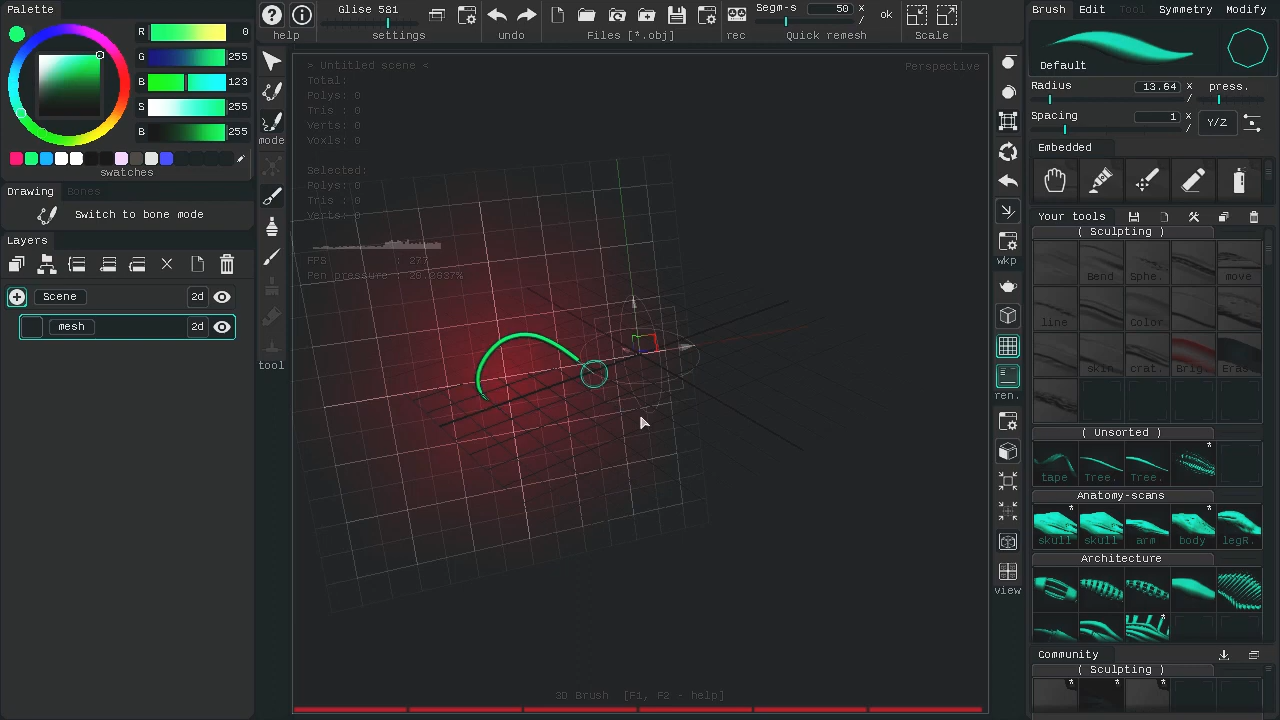 Palette
R 0
G 255
B 123
S 255
B 255
swatches
Drawing Bones
Switch to bone mode
Layers
Scene 2d
mesh 2d
? i
help
Glise 581
settings
undo
Files [*.obj]
rec
Segm-s 50 x / ok
Quick remesh
Scale
mode
tool
> Untitled scene <
Total:
Polys: 0
Tris : 0
Verts: 0
Voxls: 0
Selected:
Polys: 0
Tris : 0
Verts: 0
FPS : 277
Perspective
3D Brush [F1, F2 - help]
wkp
ren.
view
Brush Edit Tool Symmetry Modify
Default
Radius 13.64 x / press.
Spacing 1 x / Y/Z
Embedded
Your tools
( Sculpting )
Bend Sphe. move
line Color
skin crat. Brig. Eras
( Unsorted )
tape Tree. Tree.
Anatomy-scans
skull skull arm body legR.
Architecture
Community
( Sculpting )